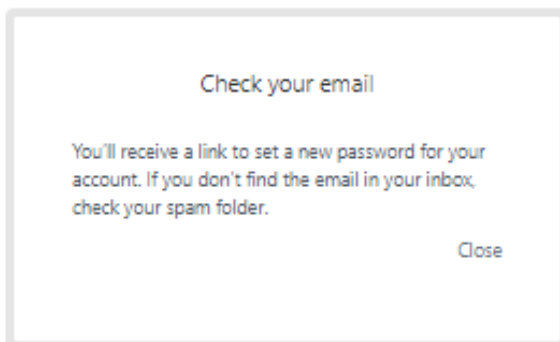 Check your email
You'll receive a link to set a new password for your
account. If you don't find the email in your inbox,
check your spam folder.
Close